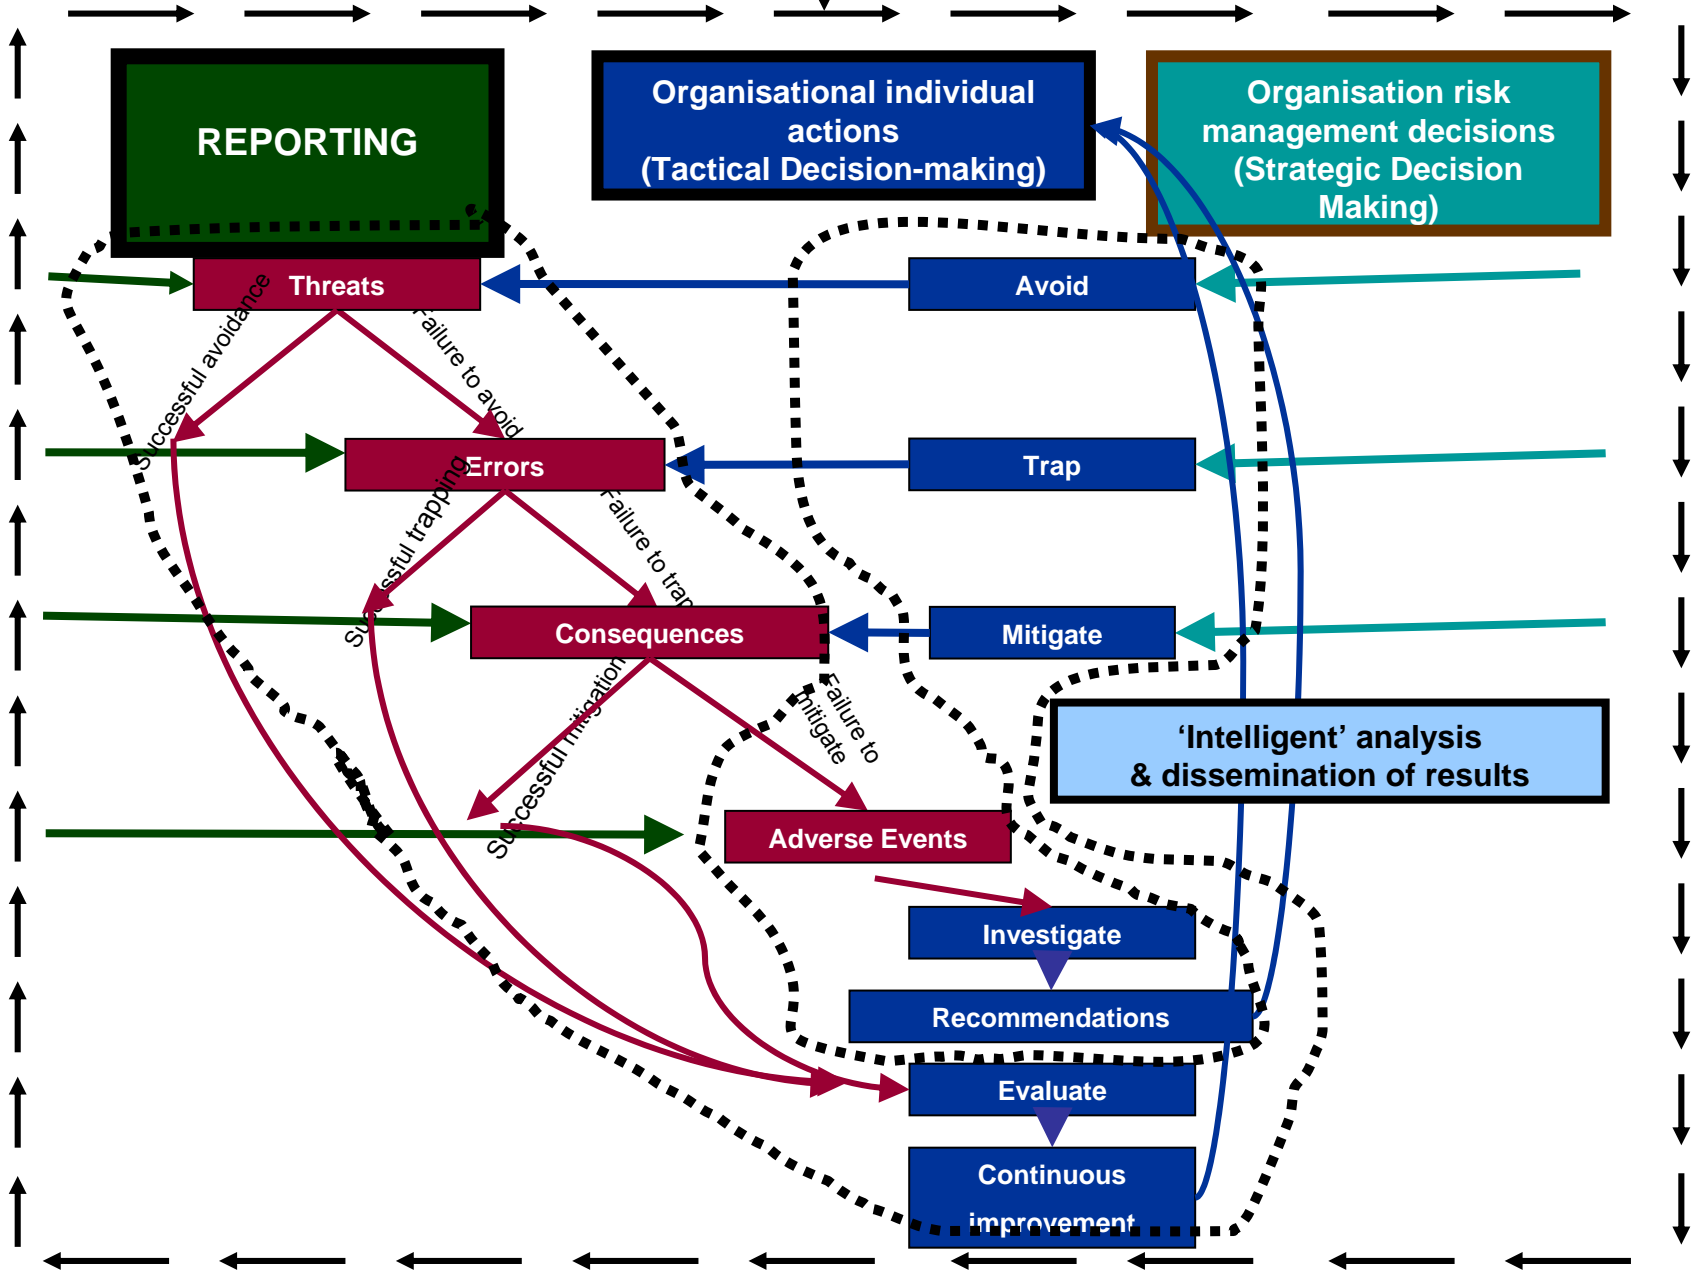 REPORTING
Organisational individual
actions
(Tactical Decision-making)
Organisation risk
management decisions
(Strategic Decision
Making)
Threats
Avoid
Successful avoidance
Failure to avoid
Errors
Trap
Successful trapping
Failure to trap
Consequences
Mitigate
Successful mitigation
Failure to
mitigate
‘Intelligent’ analysis
& dissemination of results
Adverse Events
Investigate
Recommendations
Evaluate
Continuous
improvement